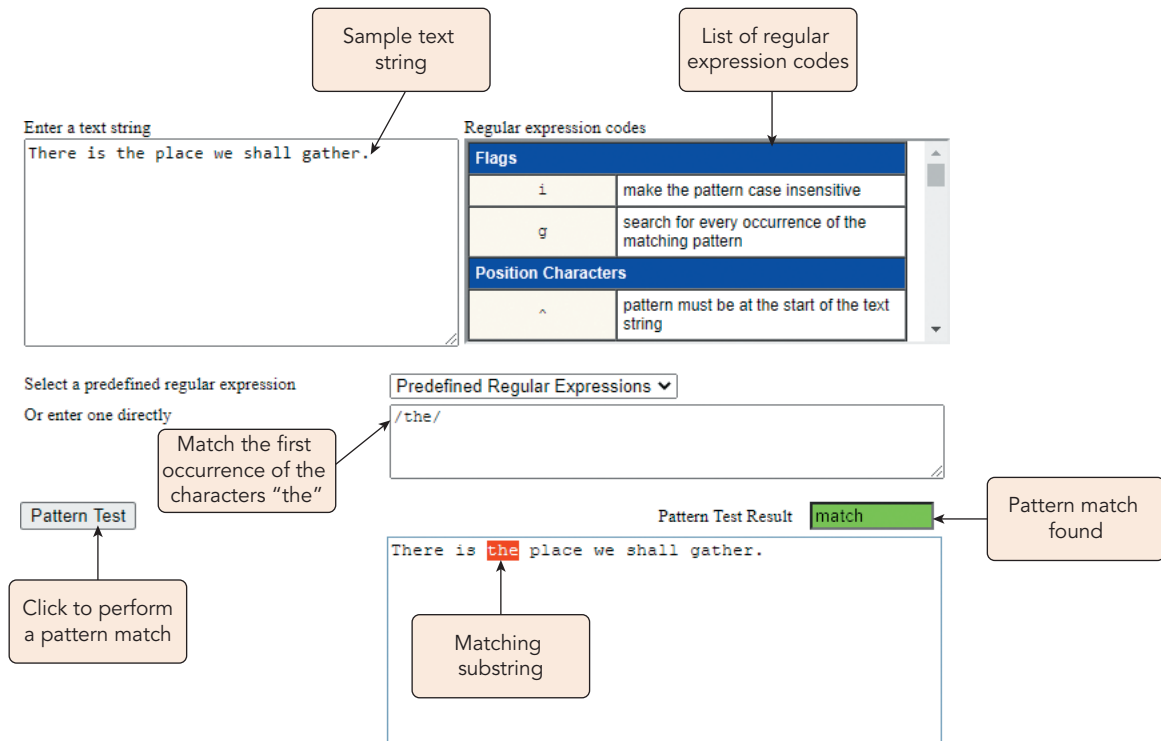 Sample text
string
List of regular
expression codes
Enter a text string
There is the place we shall gather.
Regular expression codes
Flags
i
make the pattern case insensitive
g
search for every occurrence of the
matching pattern
Position Characters
^
pattern must be at the start of the text
string
Select a predefined regular expression
Predefined Regular Expressions
Or enter one directly
/the/
Match the first
occurrence of the
characters “the”
Pattern Test
Pattern Test Result
match
Pattern match
found
There is the place we shall gather.
Click to perform
a pattern match
Matching
substring